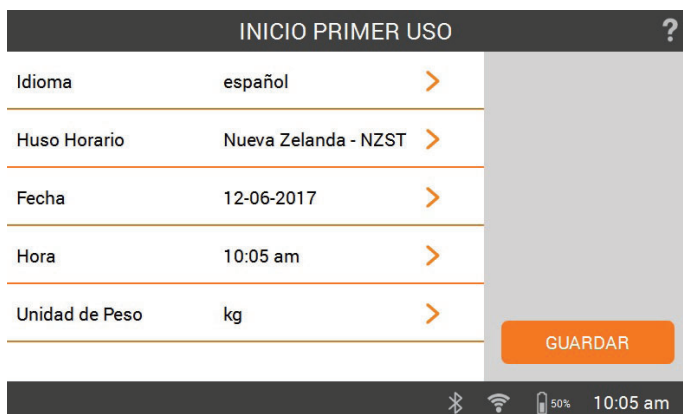 INICIO PRIMER USO ?
Idioma español
Huso Horario Nueva Zelanda - NZST
Fecha 12-06-2017
Hora 10:05 am
Unidad de Peso kg
GUARDAR
50% 10:05 am